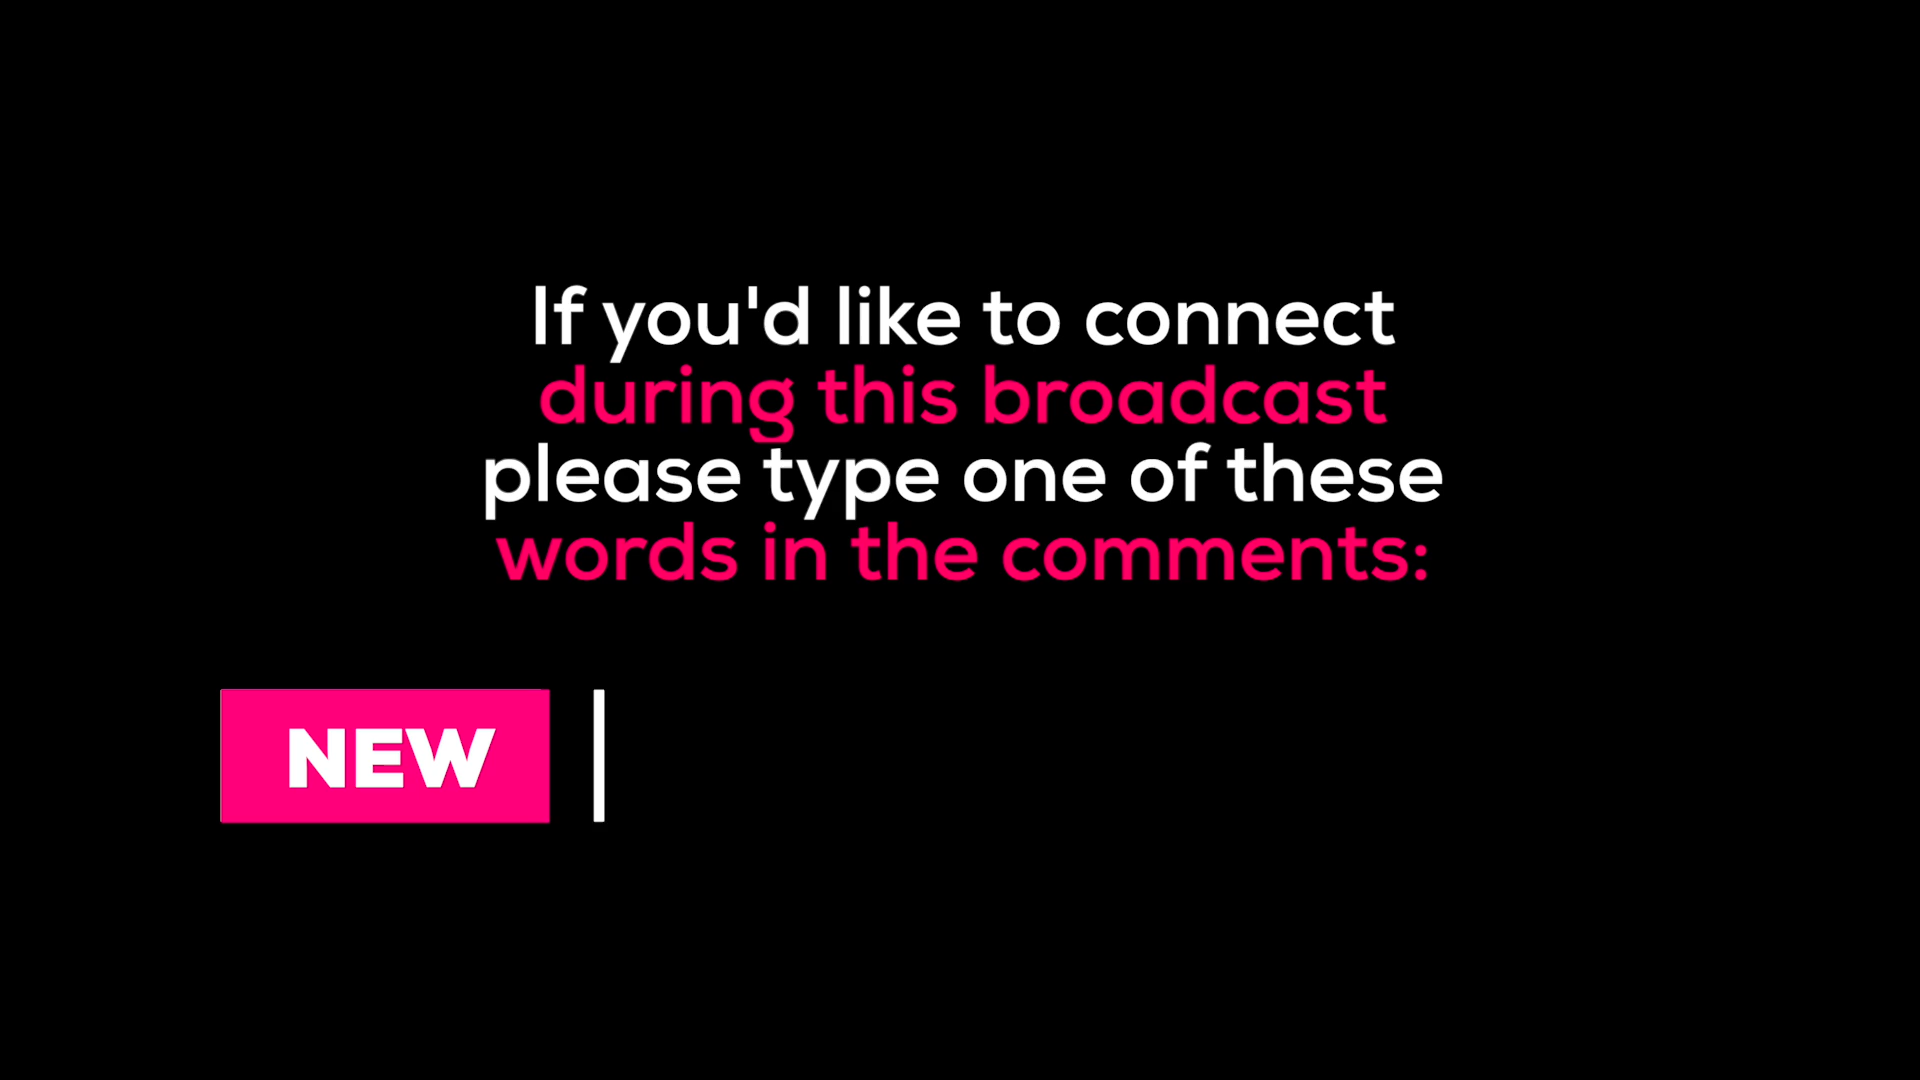 If you'd like to connect
during this broadcast
please type one of these
words in the comments:
NEW